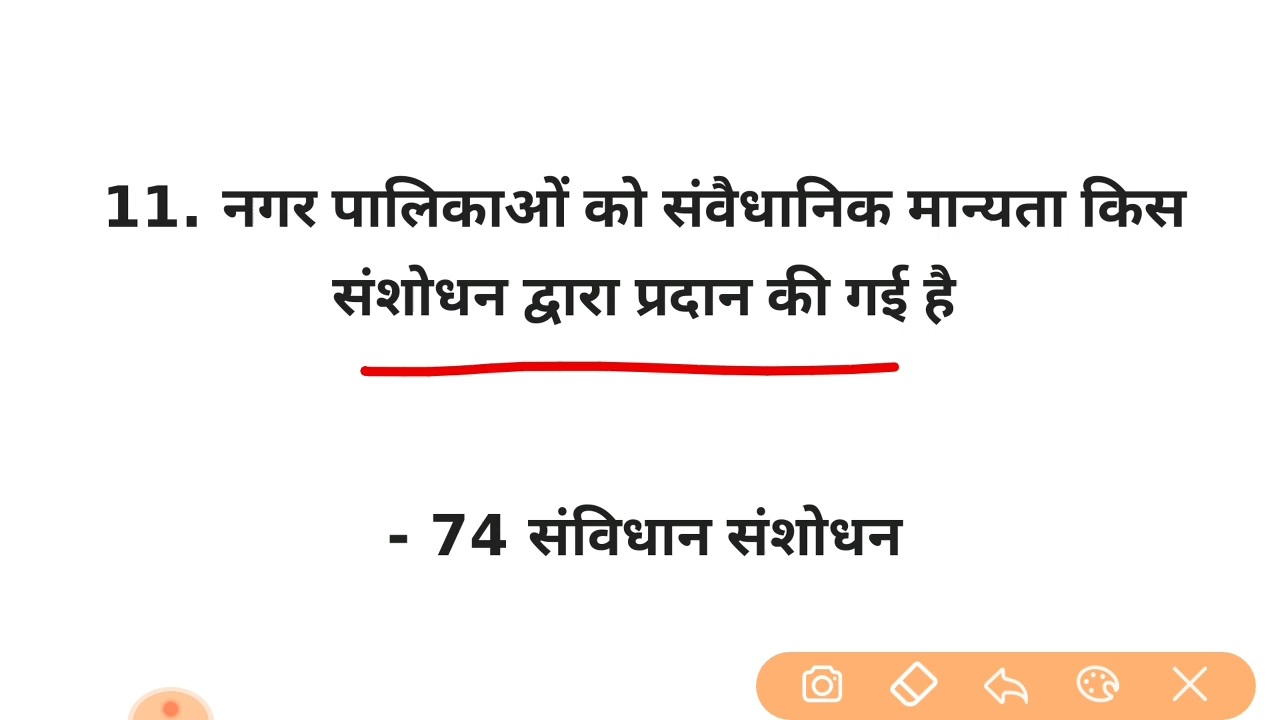 11. नगर पालिकाओं को संवैधानिक मान्यता किस
संशोधन द्वारा प्रदान की गई है
- 74 संविधान संशोधन